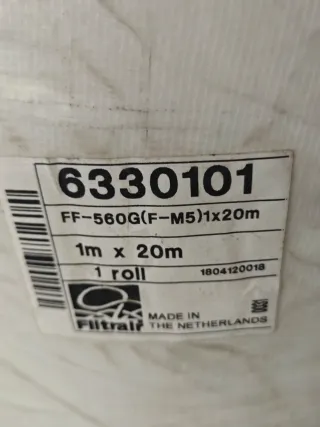 6330101
FF-560G(F-M5)1x20m
1m x 20m
1 roll 1804120018
Filtrair
MADE IN
THE NETHERLANDS